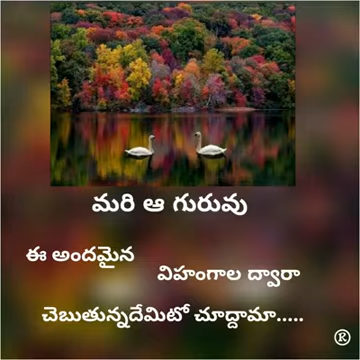 మరి ఆ గురువు
ఈ అందమైన
విహంగాల ద్వారా
చెబుతున్నదేమిటో చూద్దామా.....
®